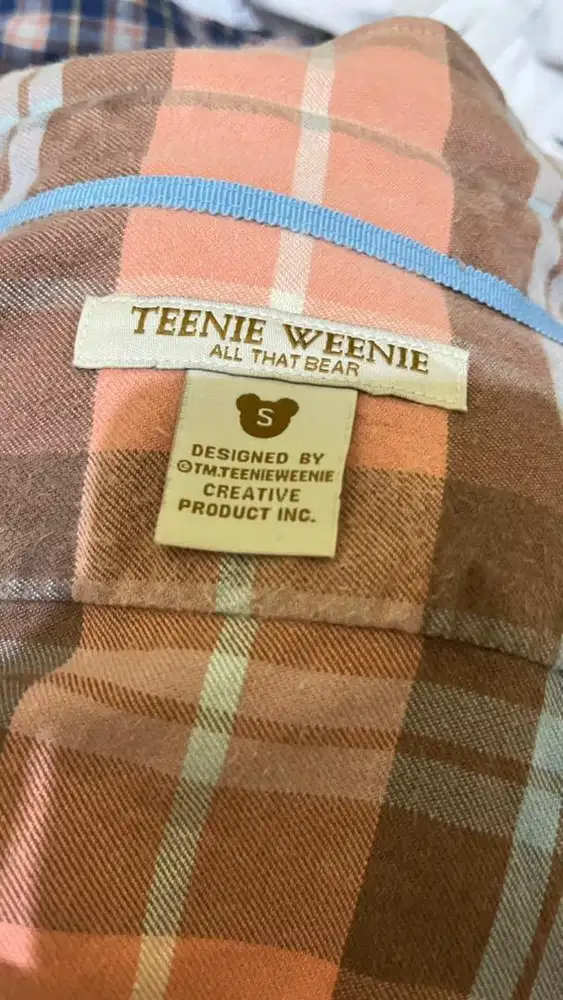 TEENIE WEENIE
ALL THAT BEAR
S
DESIGNED BY
©TM.TEENIEWEENIE
CREATIVE
PRODUCT INC.